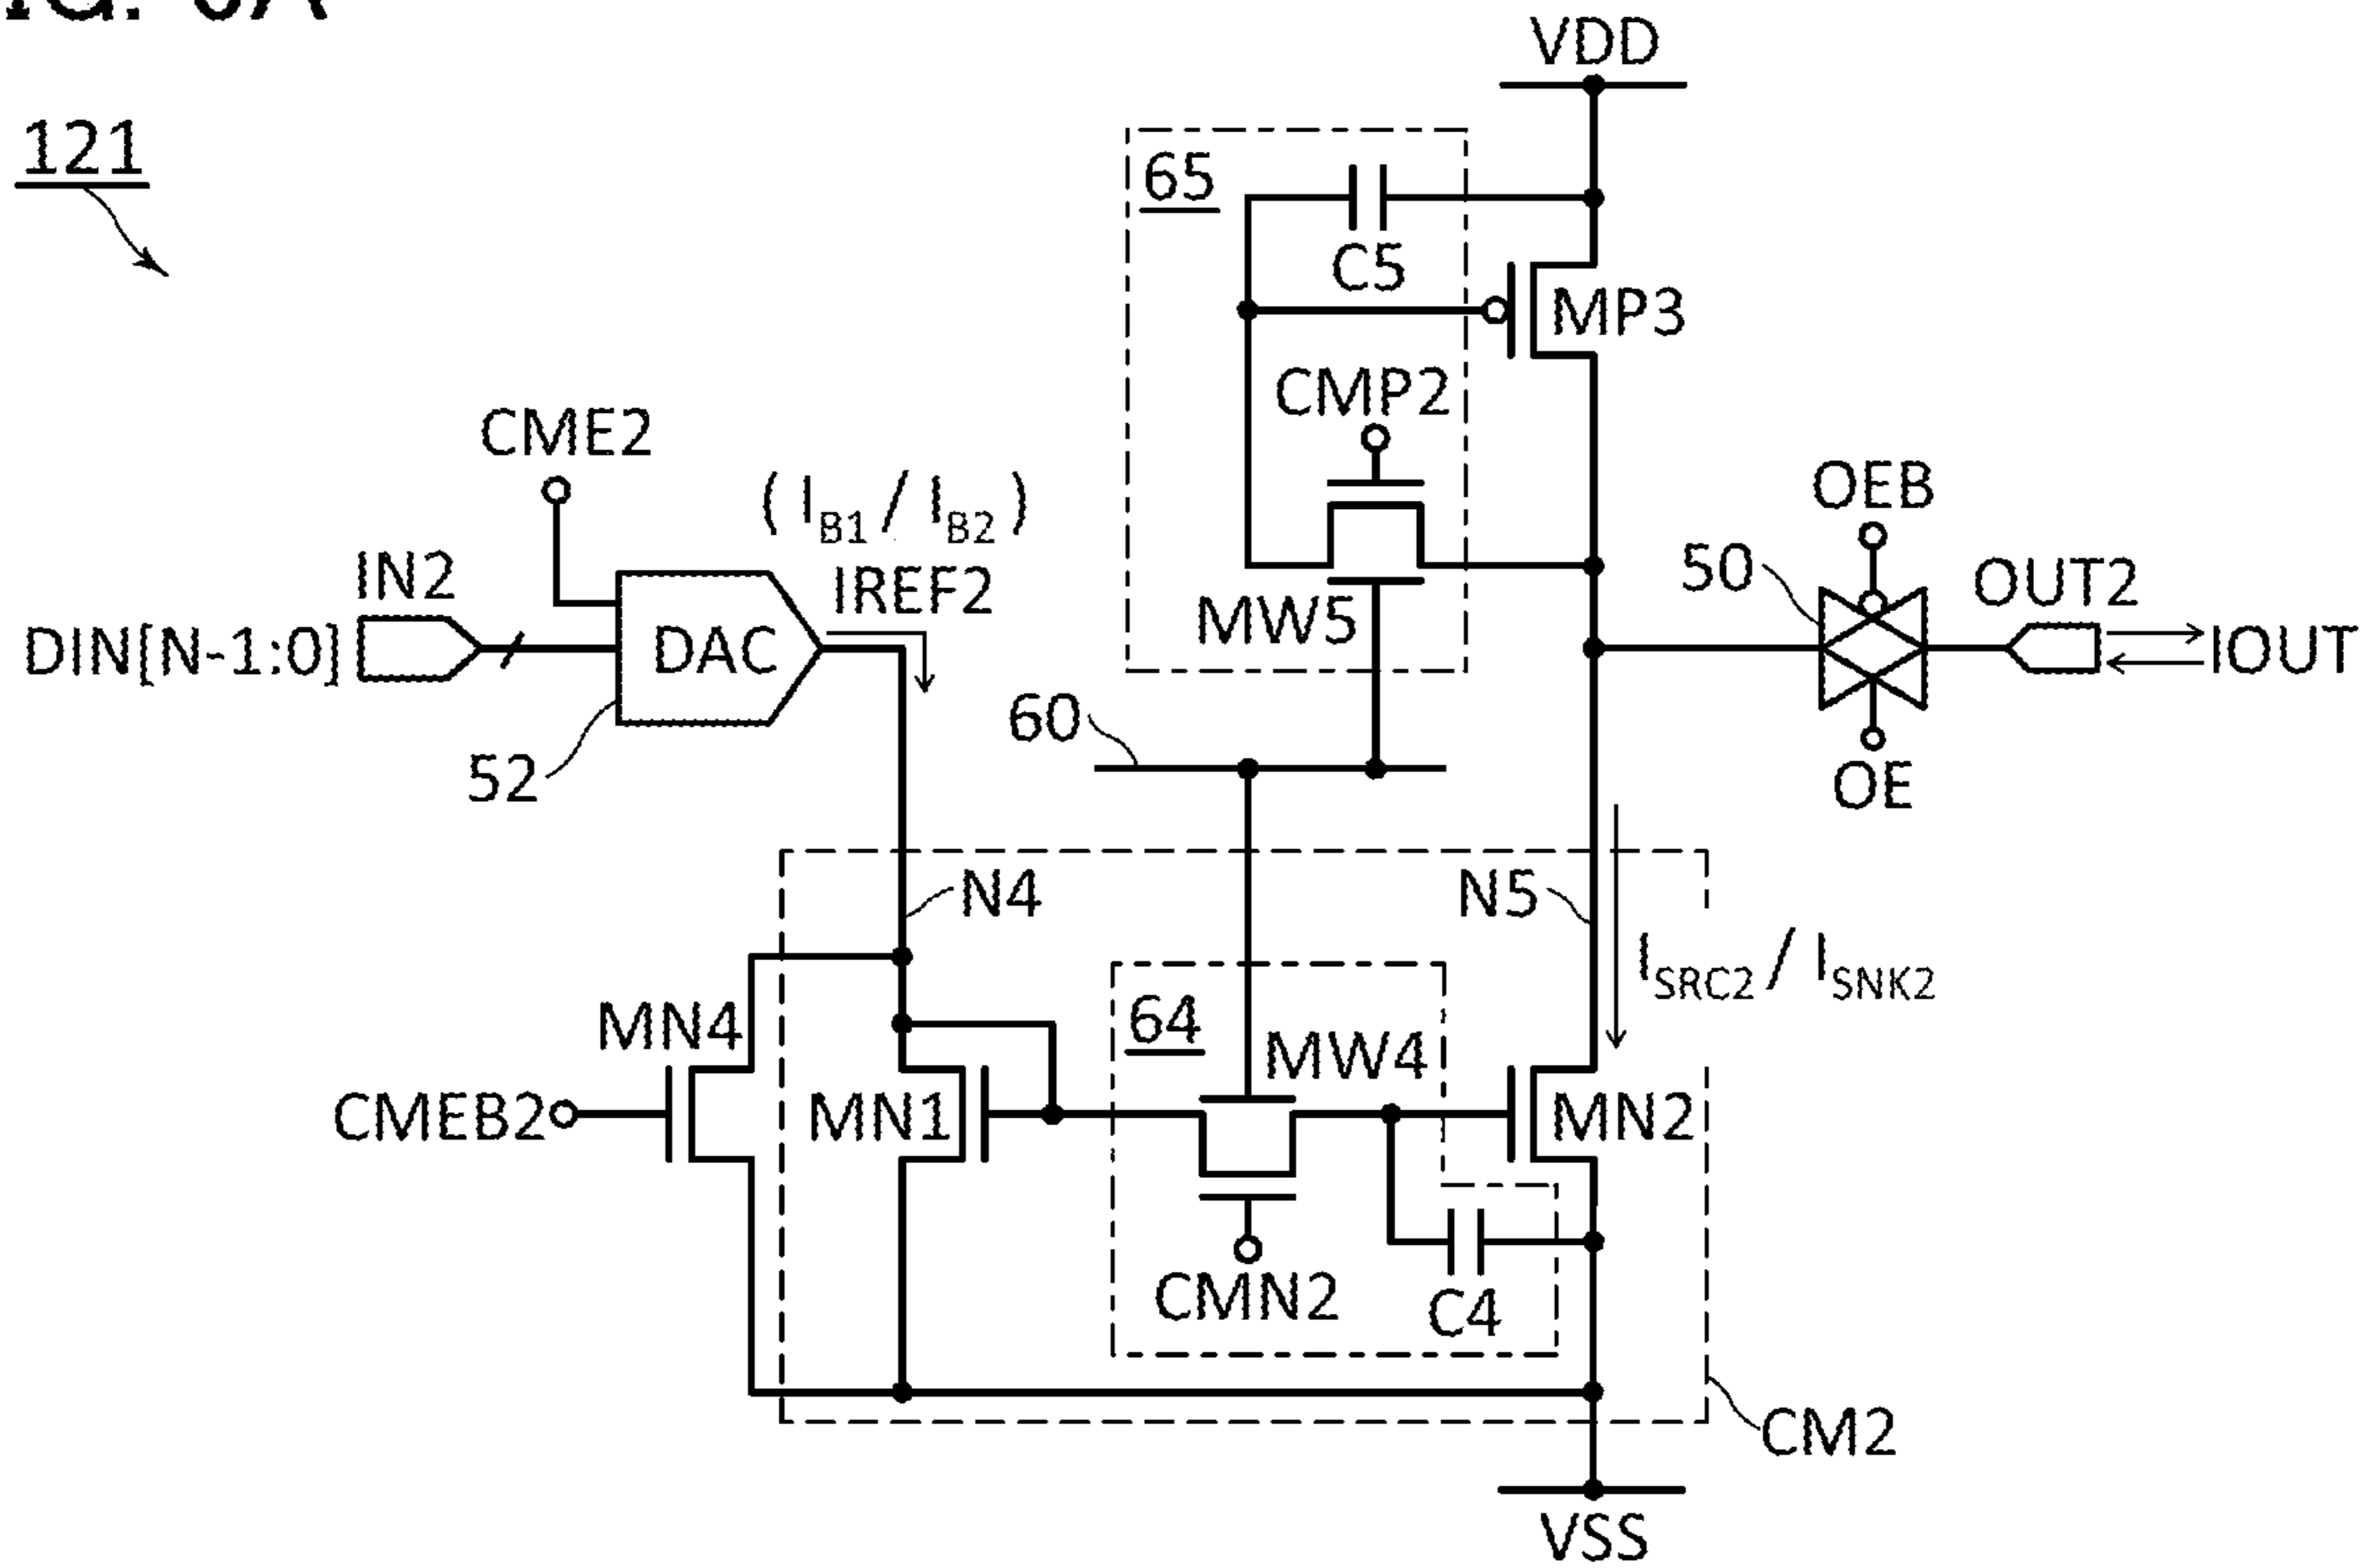 VDD
121
65
C5
MP3
CMP2
CME2
(IB1/IB2)
IREF2
OEB
50
OUT2
IN2
DIN[N-1:0]
DAC
MW5
IOUT
60
52
OE
N4
N5
ISRC2/ISNK2
MN4
64
MW4
CMEB2
MN1
MN2
CMN2
C4
CM2
VSS